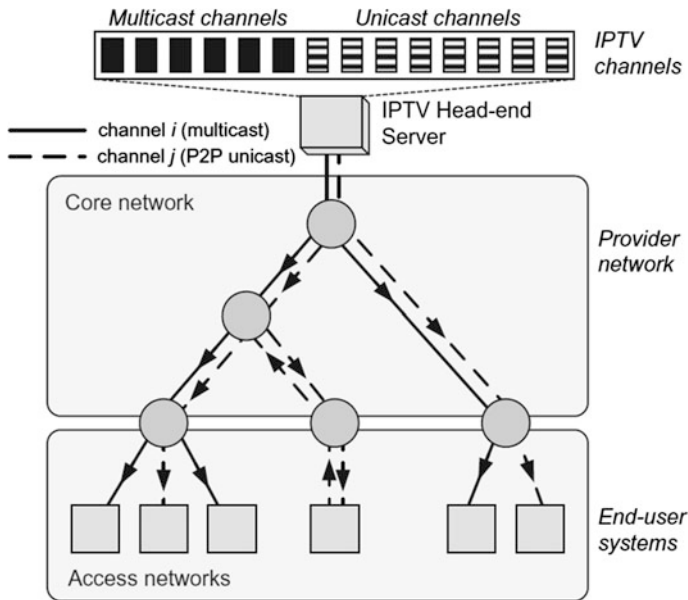 Multicast channels
Unicast channels
IPTV
channels
IPTV Head-end
Server
channel i (multicast)
channel j (P2P unicast)
Core network
Provider
network
End-user
systems
Access networks